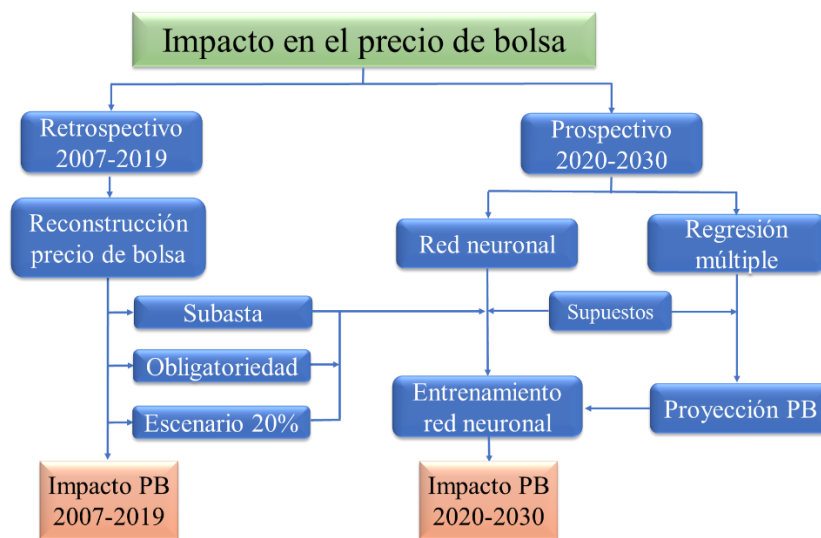 Impacto en el precio de bolsa
Retrospectivo
2007-2019
Prospectivo
2020-2030
Reconstrucción
precio de bolsa
Red neuronal
Regresión
múltiple
Subasta
Supuestos
Obligatoriedad
Escenario 20%
Entrenamiento
red neuronal
Proyección PB
Impacto PB
2007-2019
Impacto PB
2020-2030